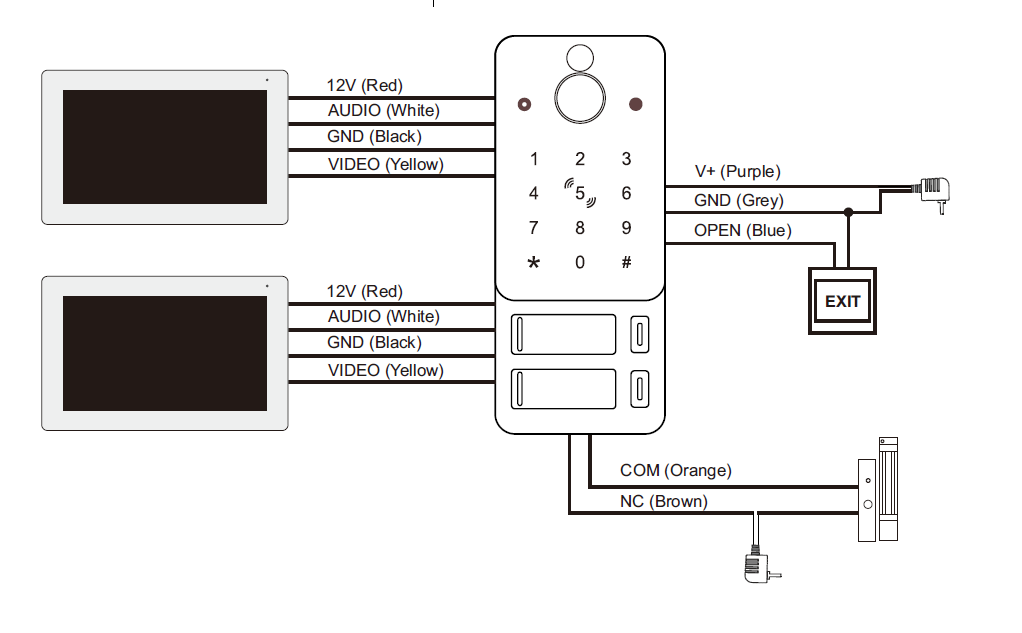 12V (Red)
AUDIO (White)
GND (Black)
VIDEO (Yellow)
1 2 3
4 5 6
7 8 9
* 0 #
V+ (Purple)
GND (Grey)
OPEN (Blue)
EXIT
12V (Red)
AUDIO (White)
GND (Black)
VIDEO (Yellow)
COM (Orange)
NC (Brown)